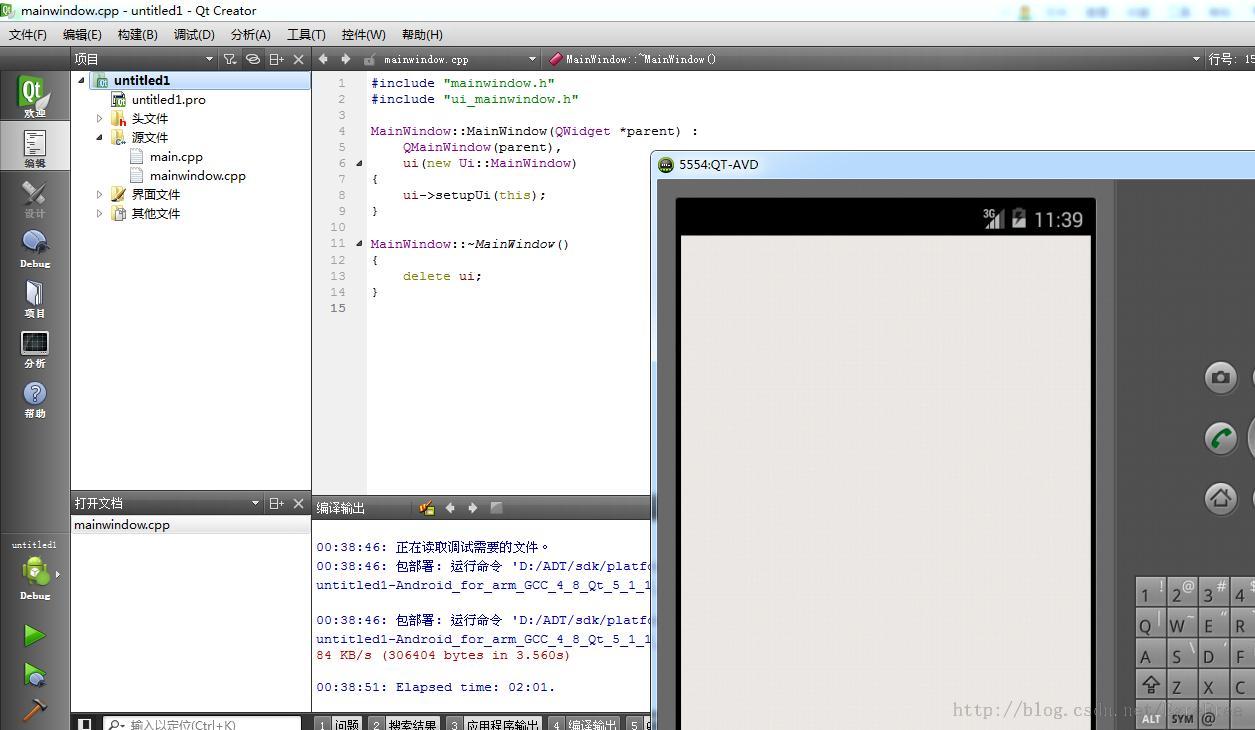 mainwindow.cpp - untitled1 - Qt Creator
文件(F) 编辑(E) 构建(B) 调试(D) 分析(A) 工具(T) 控件(W) 帮助(H)
项目
mainwindow.cpp
MainWindow::~MainWindow()
行号: 15
Qt
欢迎
编辑
设计
Debug
项目
分析
帮助
untitled1
Debug
untitled1
untitled1.pro
头文件
源文件
main.cpp
mainwindow.cpp
界面文件
其他文件
打开文档
mainwindow.cpp
1 #include "mainwindow.h"
2 #include "ui_mainwindow.h"
3
4 MainWindow::MainWindow(QWidget *parent) :
5 QMainWindow(parent),
6 ui(new Ui::MainWindow)
7 {
8 ui->setupUi(this);
9 }
10
11 MainWindow::~MainWindow()
12 {
13 delete ui;
14 }
15
编译输出
00:38:46: 正在读取调试需要的文件。
00:38:46: 包部署: 运行命令 'D:/ADT/sdk/platfo
untitled1-Android_for_arm_GCC_4_8_Qt_5_1_1
00:38:46: 包部署: 运行命令 'D:/ADT/sdk/platfo
untitled1-Android_for_arm_GCC_4_8_Qt_5_1_1
84 KB/s (306404 bytes in 3.560s)
00:38:51: Elapsed time: 02:01.
输入以定位(Ctrl+K)
1 问题 2 搜索结果 3 应用程序输出 4 编译输出 5
5554:QT-AVD
3G 11:39
1 ! 2 @ 3 # 4 $
Q | W ~ E “ R
A S \ D ' F
Z X C
ALT SYM @
http://blog.csdn.net/